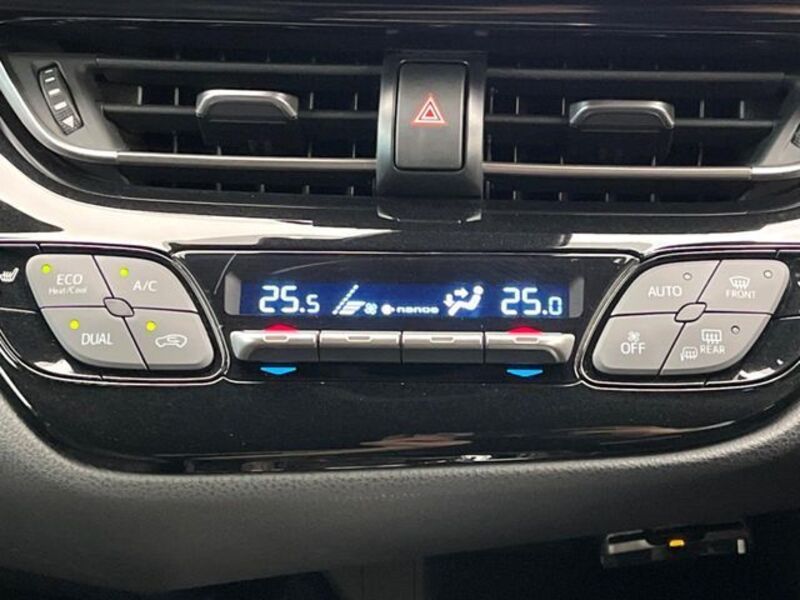 ECO
Heat/Cool
A/C
DUAL
25.5
nanoe
25.0
AUTO
FRONT
OFF
REAR